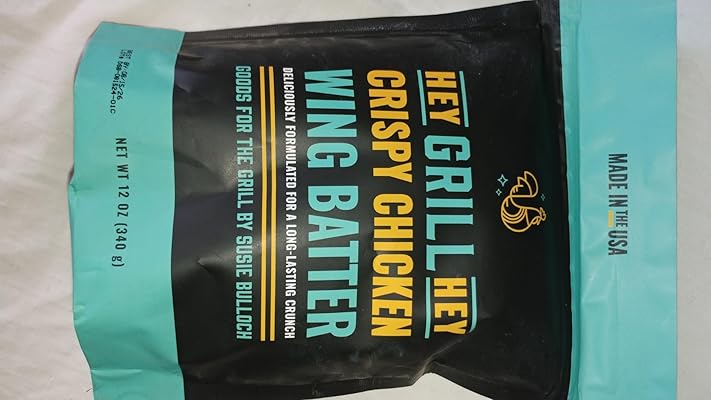 MADE IN THE USA
HEY GRILL HEY
CRISPY CHICKEN
WING BATTER
DELICIOUSLY FORMULATED FOR A LONG-LASTING CRUNCH
GOODS FOR THE GRILL BY SUSIE BULLOCH
NET WT 12 OZ (340 g)